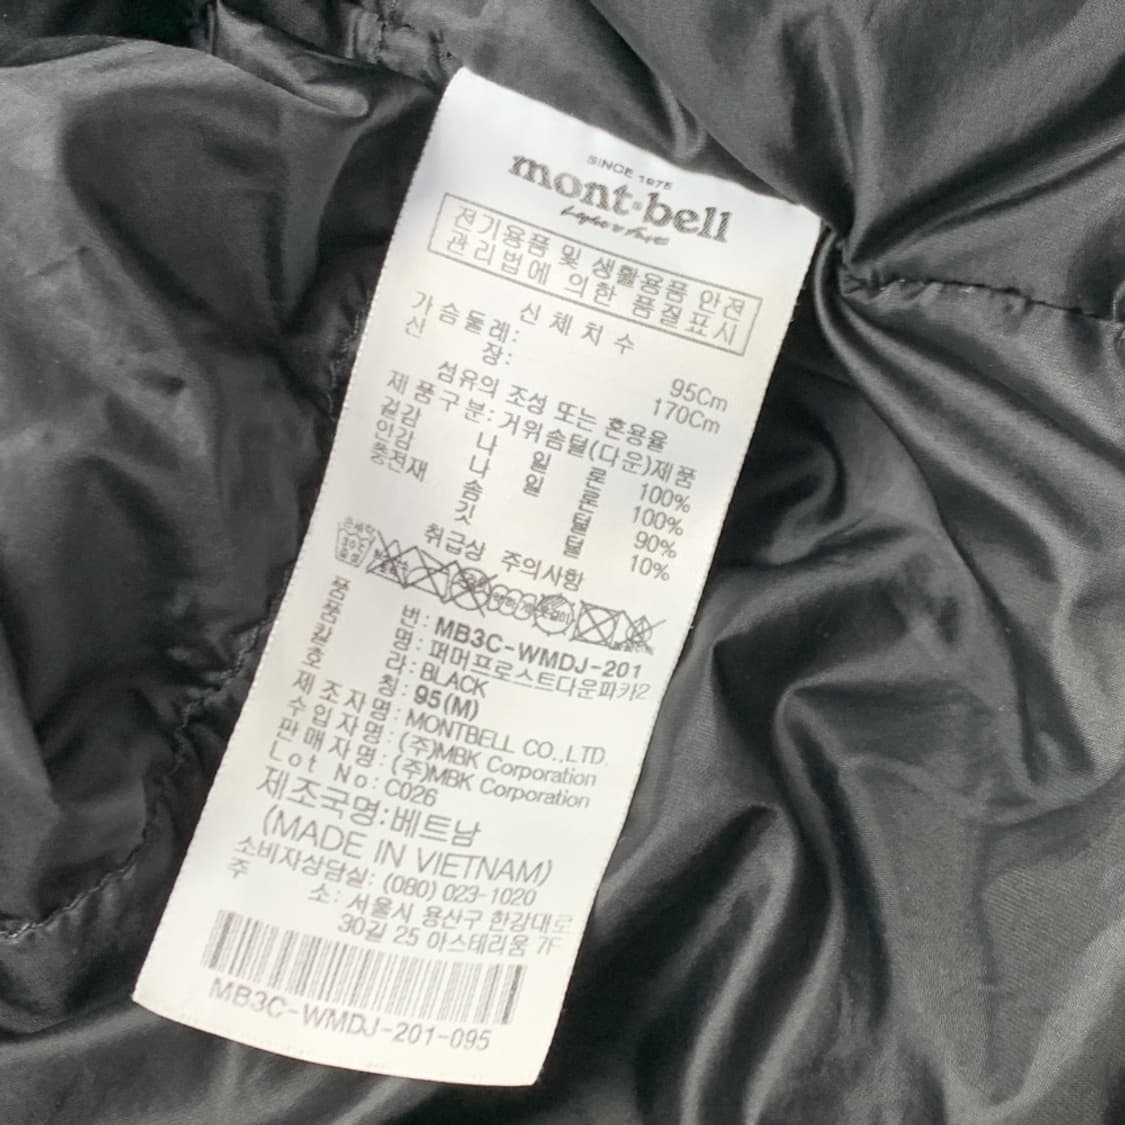 SINCE 1975
mont-bell
전기용품 및 생활용품 안전
관리법에 의한 품질표시
신체치수
가슴둘레: 95Cm
신 장: 170Cm
섬유의 조성 또는 혼용율
제품구분: 거위솜털(다운)제품
겉감 나 일 론 100%
안감 나 일 론 100%
충전재 솜 털 90%
깃 털 10%
취급상 주의사항
품 번: MB3C-WMDJ-201
품 명: 퍼머프로스트다운파카2
칼 라: BLACK
호 칭: 95(M)
제조자명: MONTBELL CO.,LTD.
수입자명: (주)MBK Corporation
판매자명: (주)MBK Corporation
Lot No: C026
제조국명:베트남
(MADE IN VIETNAM)
소비자상담실: (080) 023-1020
주 소: 서울시 용산구 한강대로
30길 25 아스테리움 7F
MB3C-WMDJ-201-095